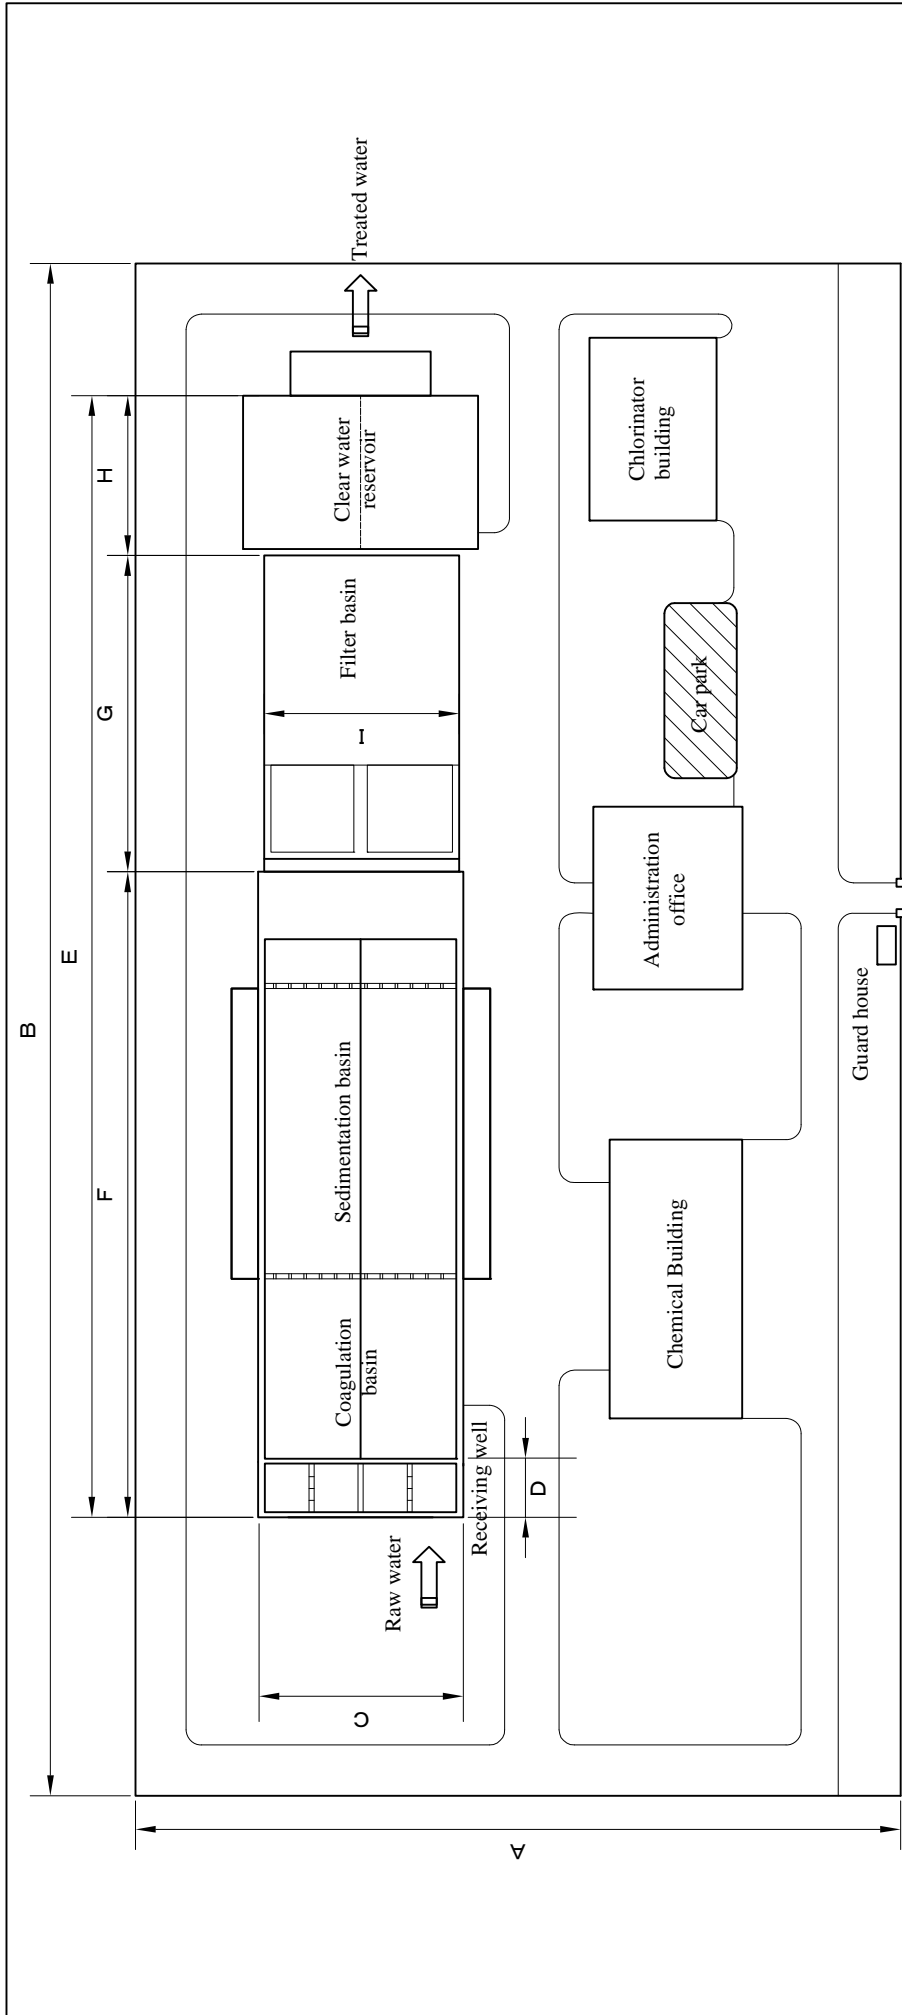 B
E
F
G
H
Treated water
Clear water
reservoir
Filter basin
I
Sedimentation basin
Coagulation
basin
Receiving well
D
Raw water
C
A
Chlorinator
building
Car park
Administration
office
Chemical Building
Guard house